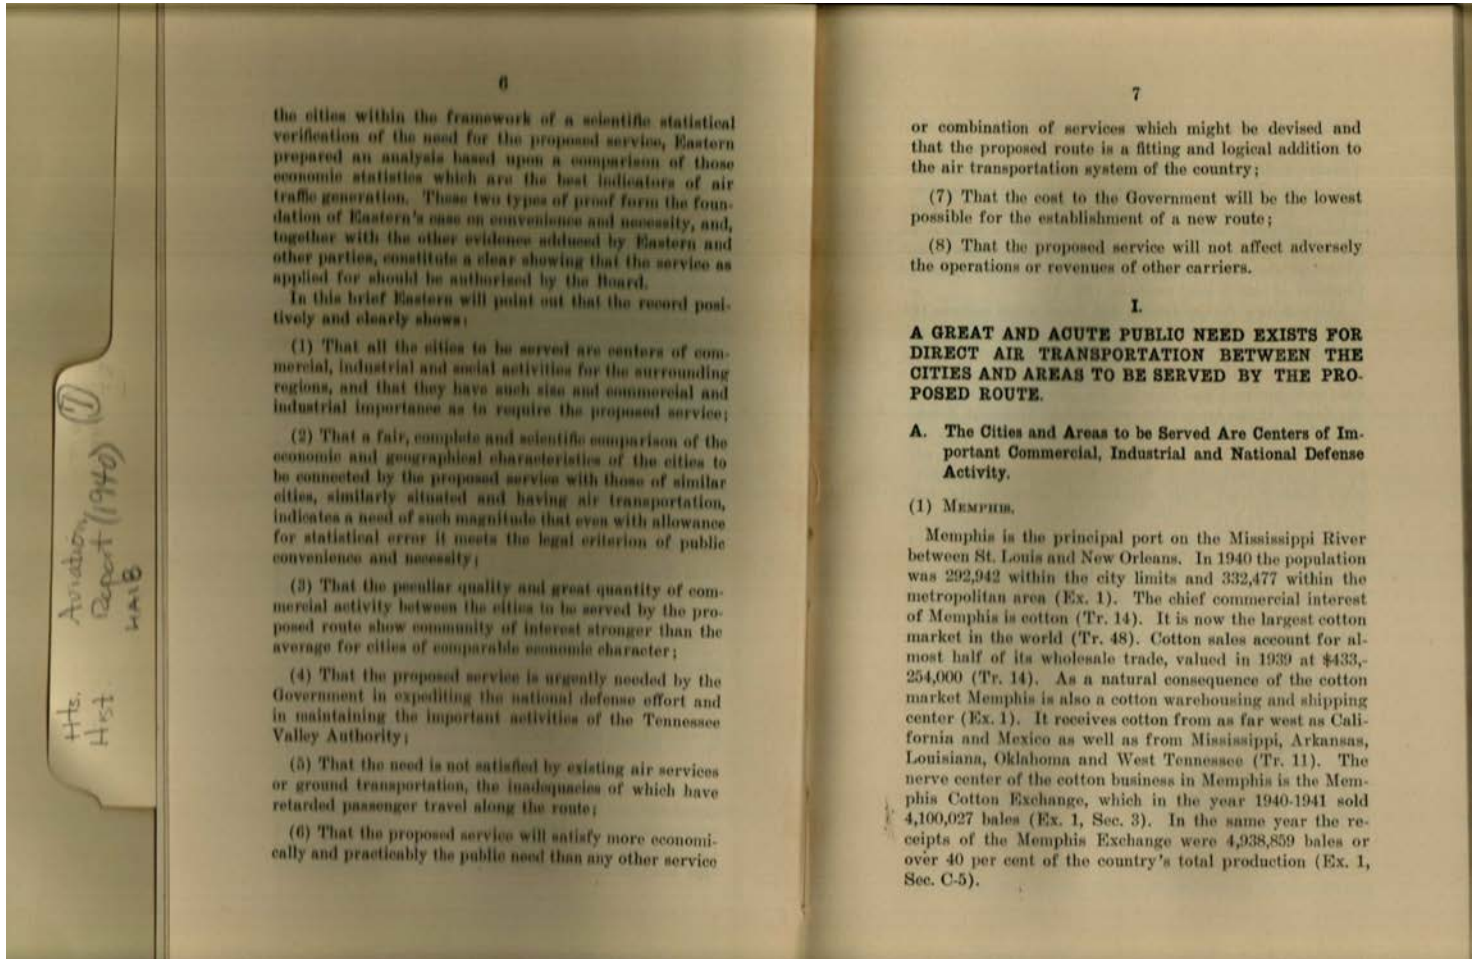 Hts. Aviation
Hist. Report (1940) (7)
HAIB
6
the cities within the framework of a scientific statistical
verification of the need for the proposed service, Eastern
prepared an analysis based upon a comparison of those
economic statistics which are the best indicators of air
traffic generation. These two types of proof form the foun-
dation of Eastern's case on convenience and necessity, and,
together with the other evidence adduced by Eastern and
other parties, constitute a clear showing that the service as
applied for should be authorized by the Board.
In this brief Eastern will point out that the record posi-
tively and clearly shows:
(1) That all the cities to be served are centers of com-
mercial, industrial and social activities for the surrounding
regions, and that they have such size and commercial and
industrial importance as to require the proposed service;
(2) That a fair, complete and scientific comparison of the
economic and geographical characteristics of the cities to
be connected by the proposed service with those of similar
cities, similarly situated and having air transportation,
indicates a need of such magnitude that even with allowance
for statistical error it meets the legal criterion of public
convenience and necessity;
(3) That the peculiar quality and great quantity of com-
mercial activity between the cities to be served by the pro-
posed route show community of interest stronger than the
average for cities of comparable economic character;
(4) That the proposed service is urgently needed by the
Government in expediting the national defense effort and
in maintaining the important activities of the Tennessee
Valley Authority;
(5) That the need is not satisfied by existing air services
or ground transportation, the inadequacies of which have
retarded passenger travel along the route;
(6) That the proposed service will satisfy more economi-
cally and practicably the public need than any other service
7
or combination of services which might be devised and
that the proposed route is a fitting and logical addition to
the air transportation system of the country;
(7) That the cost to the Government will be the lowest
possible for the establishment of a new route;
(8) That the proposed service will not affect adversely
the operations or revenues of other carriers.
I.
A GREAT AND ACUTE PUBLIC NEED EXISTS FOR
DIRECT AIR TRANSPORTATION BETWEEN THE
CITIES AND AREAS TO BE SERVED BY THE PRO-
POSED ROUTE.
A. The Cities and Areas to be Served Are Centers of Im-
portant Commercial, Industrial and National Defense
Activity.
(1) MEMPHIS.
Memphis is the principal port on the Mississippi River
between St. Louis and New Orleans. In 1940 the population
was 292,942 within the city limits and 332,477 within the
metropolitan area (Ex. 1). The chief commercial interest
of Memphis is cotton (Tr. 14). It is now the largest cotton
market in the world (Tr. 48). Cotton sales account for al-
most half of its wholesale trade, valued in 1939 at $433,-
254,000 (Tr. 14). As a natural consequence of the cotton
market Memphis is also a cotton warehousing and shipping
center (Ex. 1). It receives cotton from as far west as Cali-
fornia and Mexico as well as from Mississippi, Arkansas,
Louisiana, Oklahoma and West Tennessee (Tr. 11). The
nerve center of the cotton business in Memphis is the Mem-
phis Cotton Exchange, which in the year 1940-1941 sold
4,100,027 bales (Ex. 1, Sec. 3). In the same year the re-
ceipts of the Memphis Exchange were 4,938,859 bales or
over 40 per cent of the country's total production (Ex. 1,
Sec. C-5).